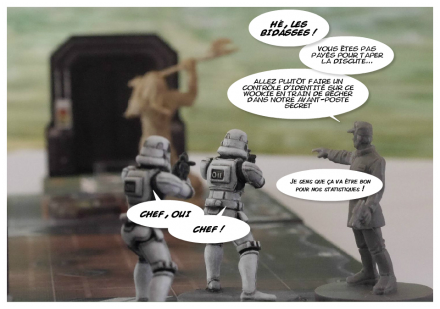 HÈ, LES
BIDASSES !
VOUS ÊTES PAS
PAYÉS POUR TAPER
LA DISCUTE...
ALLEZ PLUTÔT FAIRE UN
CONTRÔLE D'IDENTITÉ SUR CE
WOOKIE EN TRAIN DE BÊCHER
DANS NOTRE AVANT-POSTE
SECRET
JE SENS QUE ÇA VA ÊTRE BON
POUR NOS STATISTIQUES !
CHEF, OUI
CHEF !